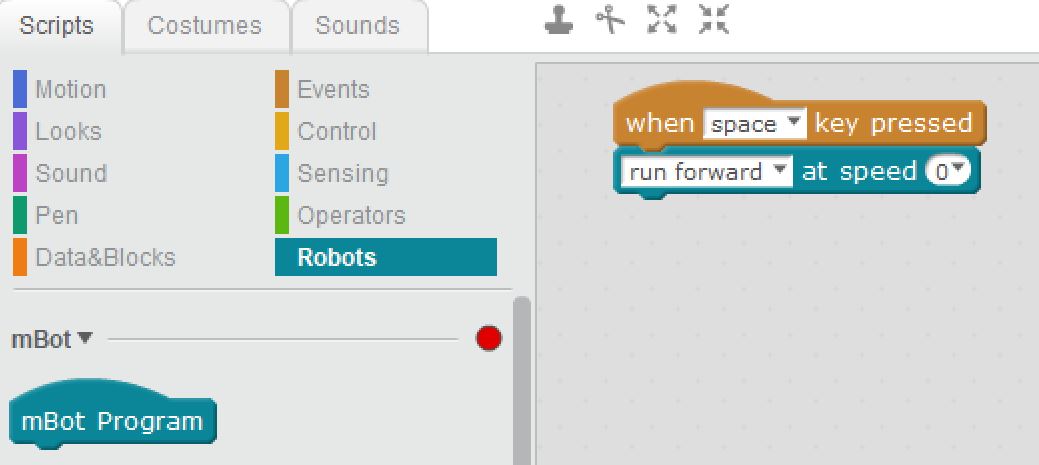 Scripts Costumes Sounds
Motion Events
Looks Control
Sound Sensing
Pen Operators
Data&Blocks Robots
mBot
mBot Program
when space key pressed
run forward at speed 0